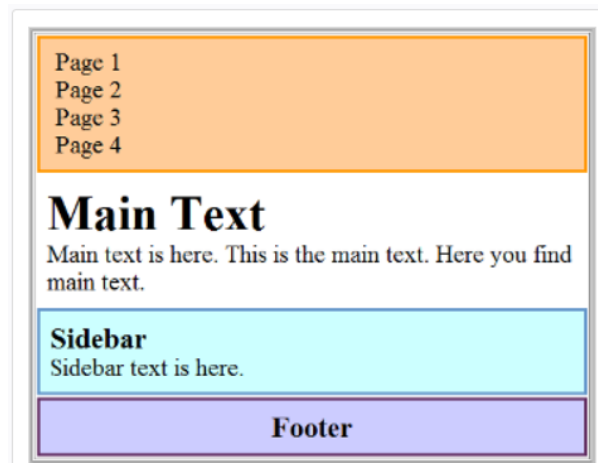 Page 1
Page 2
Page 3
Page 4
Main Text
Main text is here. This is the main text. Here you find
main text.
Sidebar
Sidebar text is here.
Footer